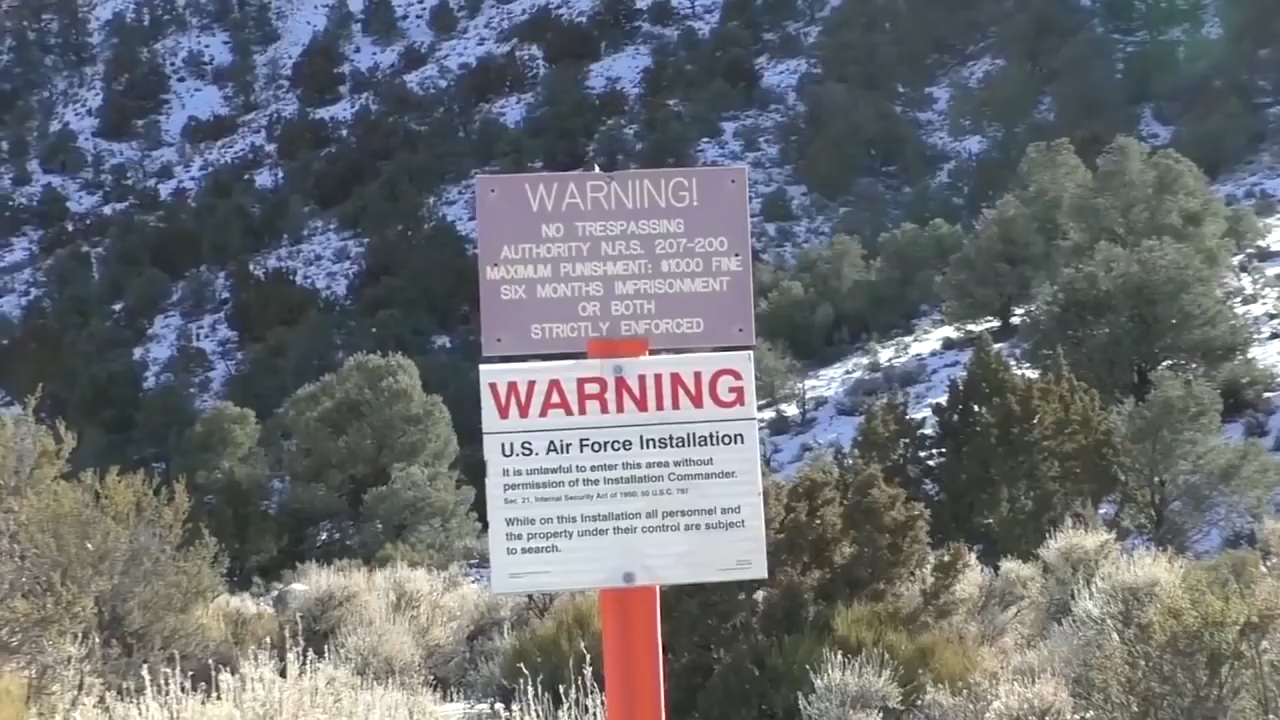 WARNING!
NO TRESPASSING
AUTHORITY N.R.S. 207-200
MAXIMUM PUNISHMENT: $1000 FINE
SIX MONTHS IMPRISONMENT
OR BOTH
STRICTLY ENFORCED
WARNING
U.S. Air Force Installation
It is unlawful to enter this area without
permission of the Installation Commander.
Sec. 21, Internal Security Act of 1950; 50 U.S.C. 797
While on this Installation all personnel and
the property under their control are subject
to search.